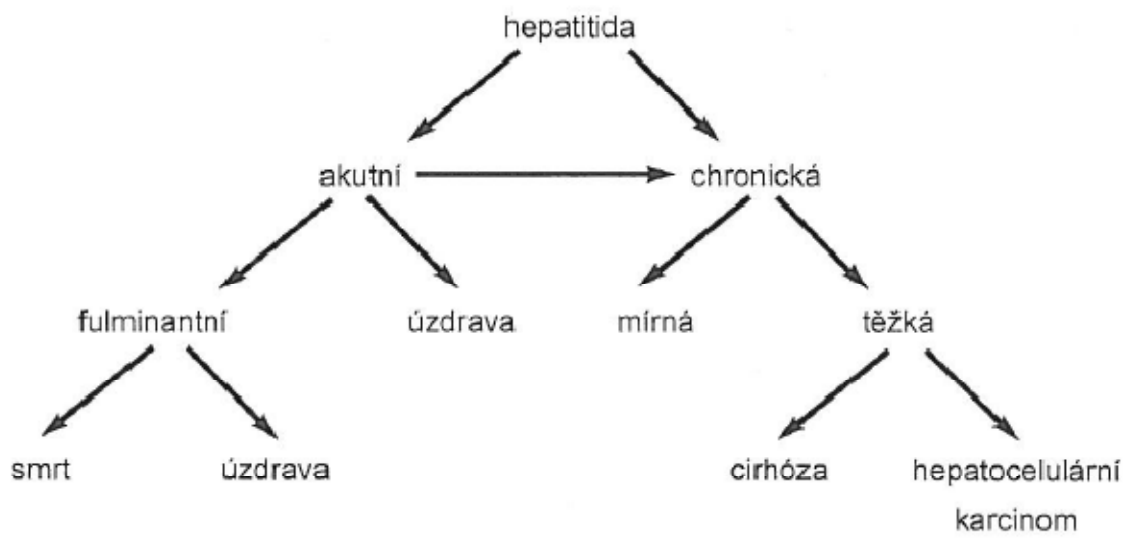 hepatitida
akutní chronická
fulminantní úzdrava mírná těžká
smrt úzdrava cirhóza hepatocelulární
karcinom